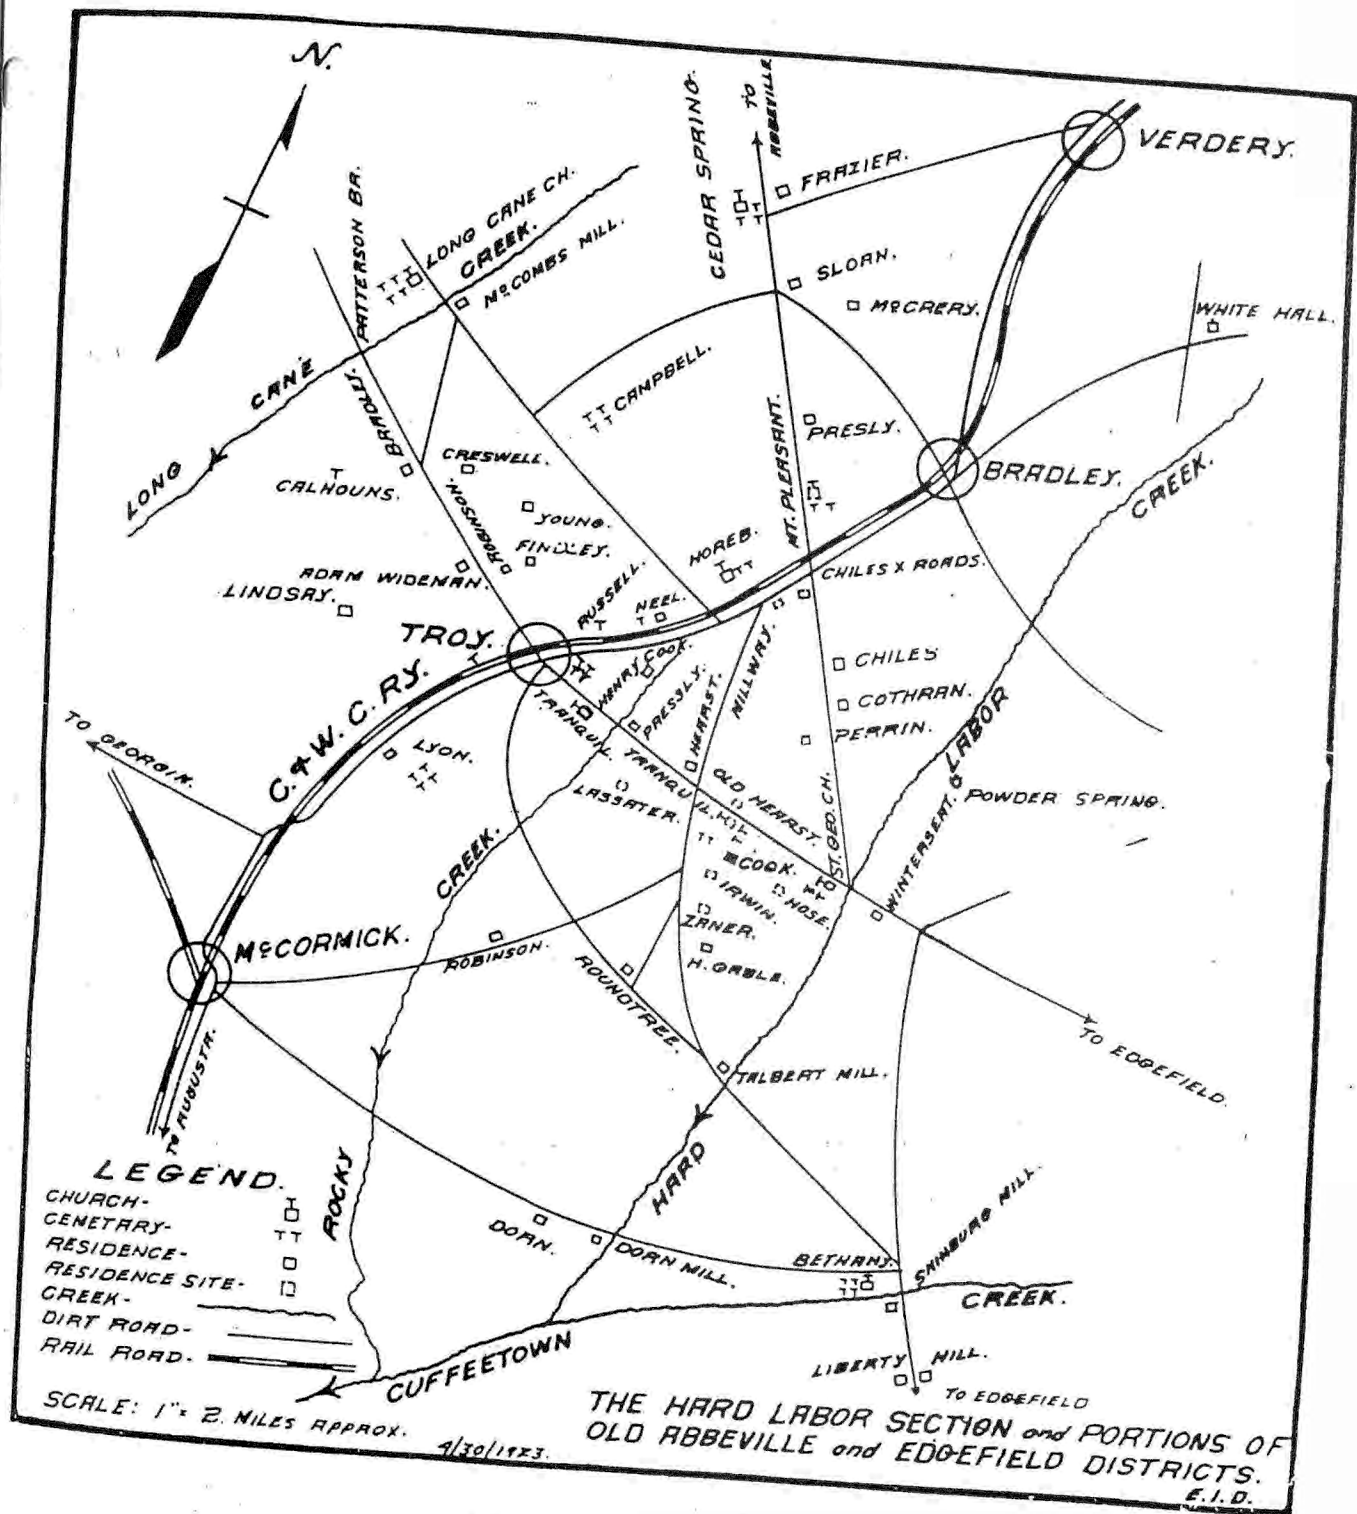 N.
VERDERY.
CEDAR SPRING.
TO ABBEVILLE
FRAZIER.
PATTERSON BR.
LONG CANE CH.
CREEK.
McCOMBS MILL.
SLOAN.
McCRERY.
WHITE HALL.
LONG CANE
BRADLEY.
CAMPBELL.
PRESLY.
MT. PLEASANT.
BRADLEY.
CREEK.
CALHOUNS.
CRESWELL.
ROBINSON.
YOUNG.
FINDLEY.
HOREB.
CHILES X ROADS.
ADAM WIDEMAN.
LINDSAY.
RUSSELL.
NEEL.
TROY.
C. & W. C. RY.
HENRY COOK.
PRESSLY.
HEARST.
MILLWAY.
CHILES
COTHRAN.
PERRIN.
LABOR
TO GEORGIA.
LYON.
TRANQUIL.
TRANQUIL.
LASSATER.
OLD HEARST.
ST. GEO. CH.
POWDER SPRING.
WINTERSEAT.
CREEK.
COOK.
IRWIN.
HOSE.
ZANER.
H. GABLE.
McCORMICK.
ROBINSON.
ROUNDTREE.
TO EDGEFIELD.
TALBERT MILL.
TO AUGUSTA.
ROCKY
HARD
DORN.
DORN MILL.
BETHANY.
SHINBURG MILL.
CREEK.
CUFFEETOWN
LIBERTY HILL.
TO EDGEFIELD
LEGEND.
CHURCH-
CEMETARY-
RESIDENCE-
RESIDENCE SITE-
CREEK-
DIRT ROAD-
RAIL ROAD-
SCALE: 1"= 2. MILES APPROX.
THE HARD LABOR SECTION and PORTIONS OF
OLD ABBEVILLE and EDGEFIELD DISTRICTS.
E.I.D.